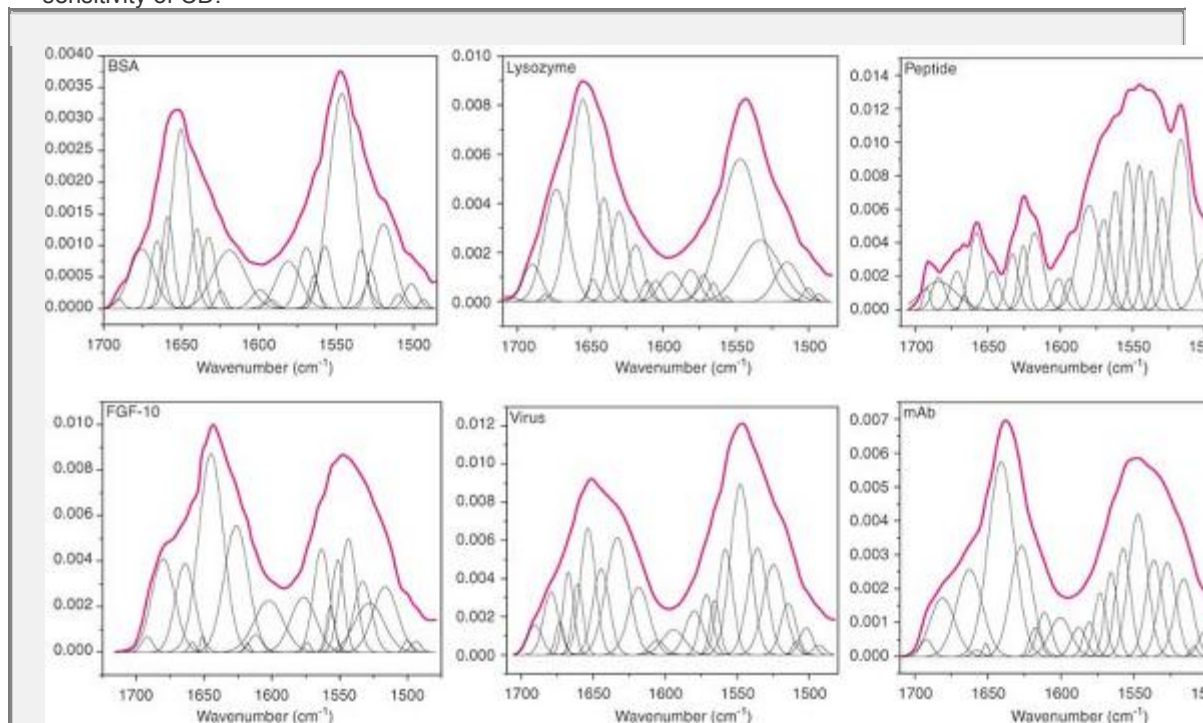 sensitivity of CD.
BSA
0.0040
0.0035
0.0030
0.0025
0.0020
0.0015
0.0010
0.0005
0.0000
1700 1650 1600 1550 1500
Wavenumber (cm-1)
Lysozyme
0.010
0.008
0.006
0.004
0.002
0.000
1700 1650 1600 1550 1500
Wavenumber (cm-1)
Peptide
0.014
0.012
0.010
0.008
0.006
0.004
0.002
0.000
1700 1650 1600 1550
Wavenumber (cm-1)
FGF-10
0.010
0.008
0.006
0.004
0.002
0.000
1700 1650 1600 1550 1500
Wavenumber (cm-1)
Virus
0.012
0.010
0.008
0.006
0.004
0.002
0.000
1700 1650 1600 1550 1500
Wavenumber (cm-1)
mAb
0.007
0.006
0.005
0.004
0.003
0.002
0.001
0.000
1700 1650 1600 1550
Wavenumber (cm-1)